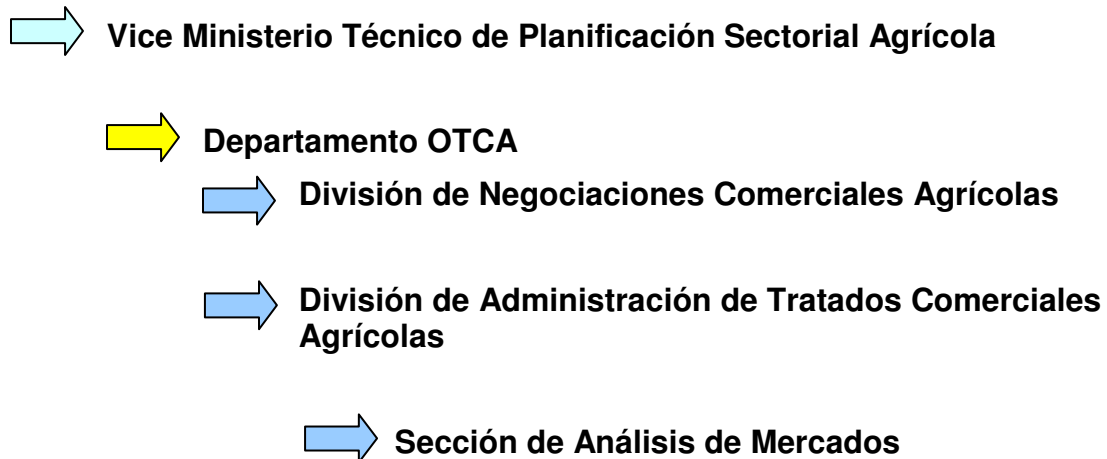 Vice Ministerio Técnico de Planificación Sectorial Agrícola
Departamento OTCA
División de Negociaciones Comerciales Agrícolas
División de Administración de Tratados Comerciales
Agrícolas
Sección de Análisis de Mercados